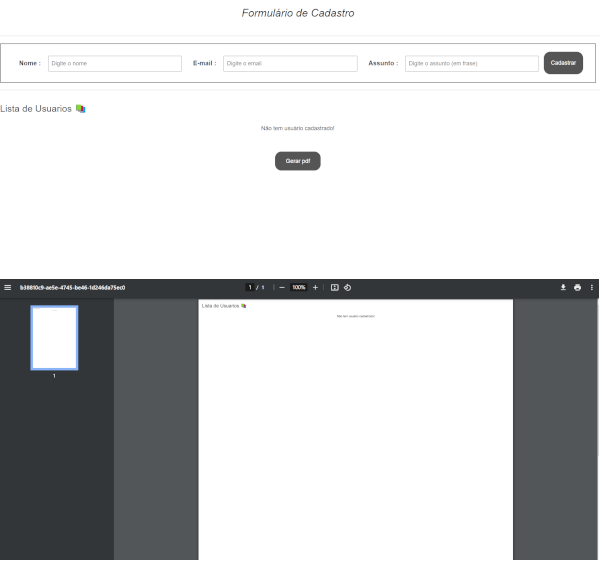 Formulário de Cadastro
Nome : Digite o nome E-mail : Digite o email Assunto : Digite o assunto (em frase) Cadastrar
Lista de Usuarios
Não tem usuário cadastrado!
Gerar pdf
b38810c9-ae5e-4745-be46-1d246da75ec0 1 / 1 100%
Lista de Usuarios
Não tem usuário cadastrado!
1